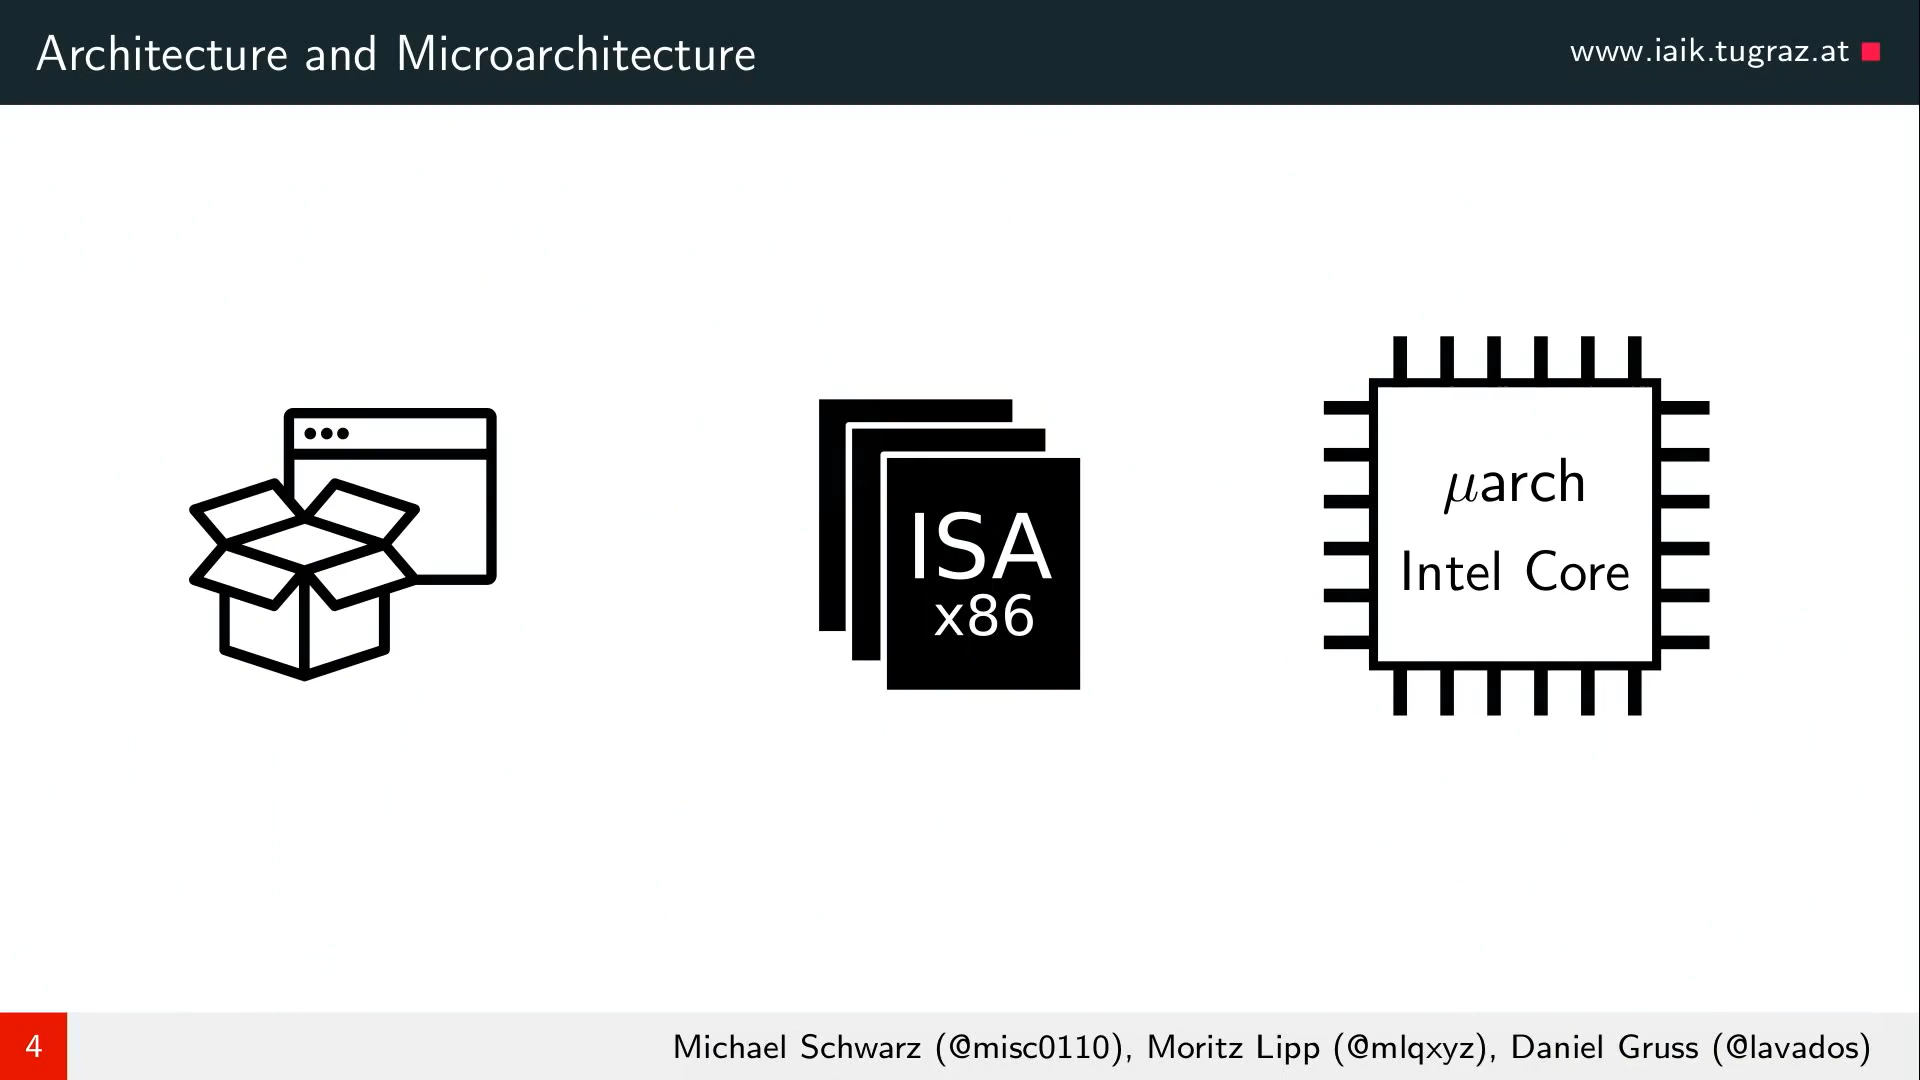 Architecture and Microarchitecture
www.iaik.tugraz.at
ISA
x86
μarch
Intel Core
4
Michael Schwarz (@misc0110), Moritz Lipp (@mlqxyz), Daniel Gruss (@lavados)